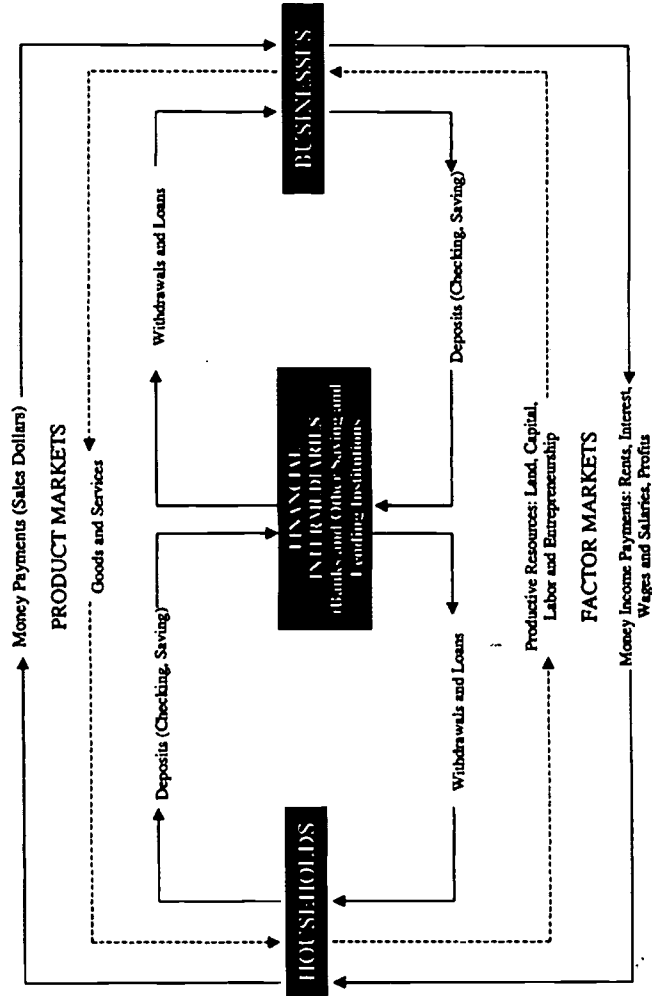 Money Payments (Sales Dollars)
PRODUCT MARKETS
Goods and Services
Deposits (Checking, Saving)
Withdrawals and Loans
HOUSEHOLDS
FINANCIAL
INTERMEDIARIES
(Banks and Other Saving and
Lending Institutions
BUSINESSES
Withdrawals and Loans
Deposits (Checking, Saving)
Productive Resources: Land, Capital,
Labor and Entrepreneurship
FACTOR MARKETS
Money Income Payments: Rents, Interest,
Wages and Salaries, Profits